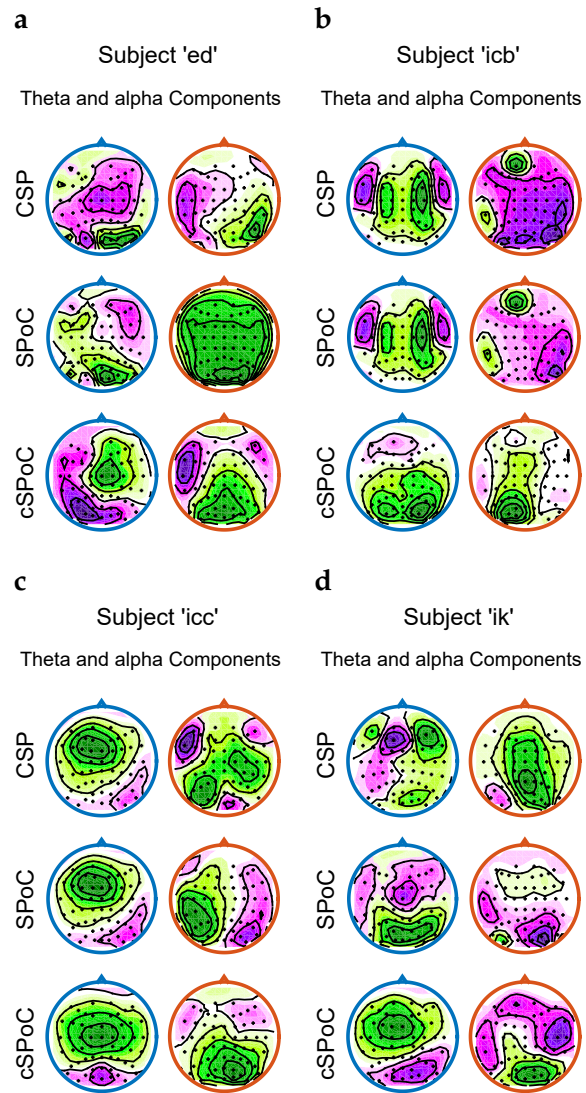 a
Subject 'ed'
Theta and alpha Components
CSP
SPoC
cSPoC
b
Subject 'icb'
Theta and alpha Components
CSP
SPoC
cSPoC
c
Subject 'icc'
Theta and alpha Components
CSP
SPoC
cSPoC
d
Subject 'ik'
Theta and alpha Components
CSP
SPoC
cSPoC